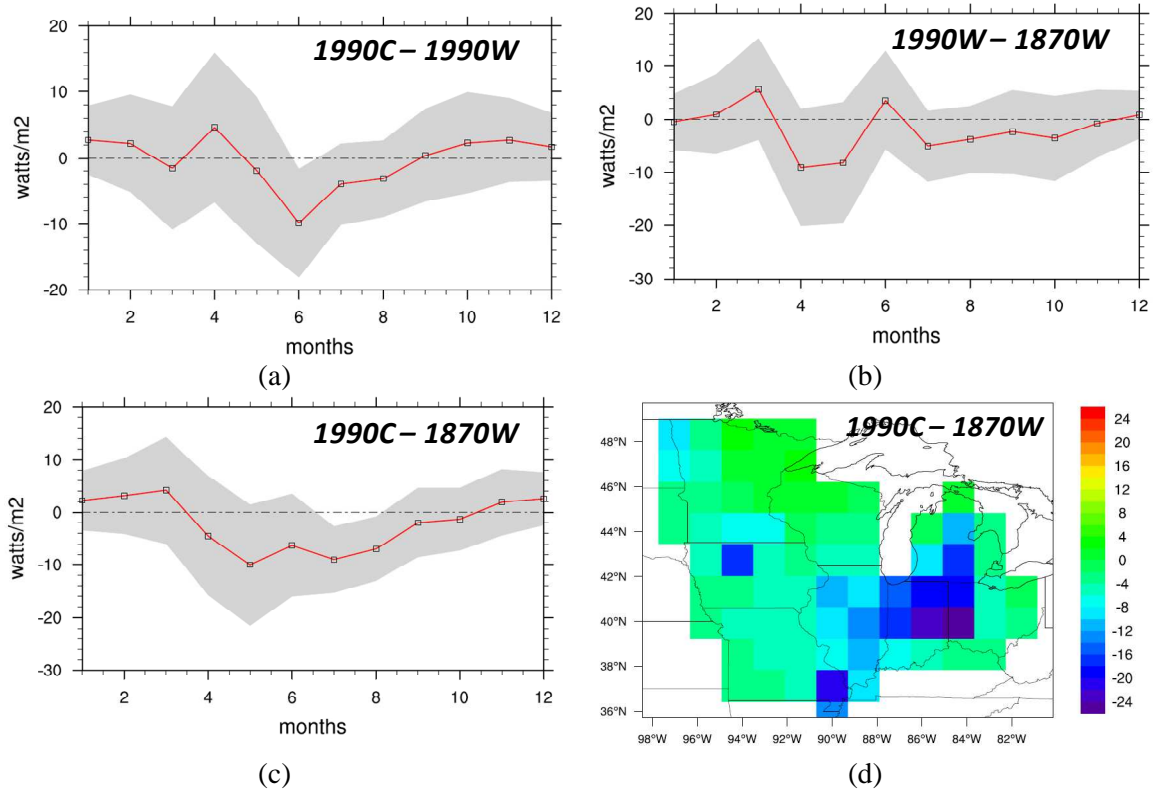 20
10
0
-10
-20
watts/m2
1990C – 1990W
2 4 6 8 10 12
months
(a)
20
10
0
-10
-20
-30
watts/m2
1990W – 1870W
2 4 6 8 10 12
months
(b)
20
10
0
-10
-20
-30
watts/m2
1990C – 1870W
2 4 6 8 10 12
months
(c)
1990C – 1870W
48°N
46°N
44°N
42°N
40°N
38°N
36°N
98°W 96°W 94°W 92°W 90°W 88°W 86°W 84°W 82°W
24
20
16
12
8
4
0
-4
-8
-12
-16
-20
-24
(d)